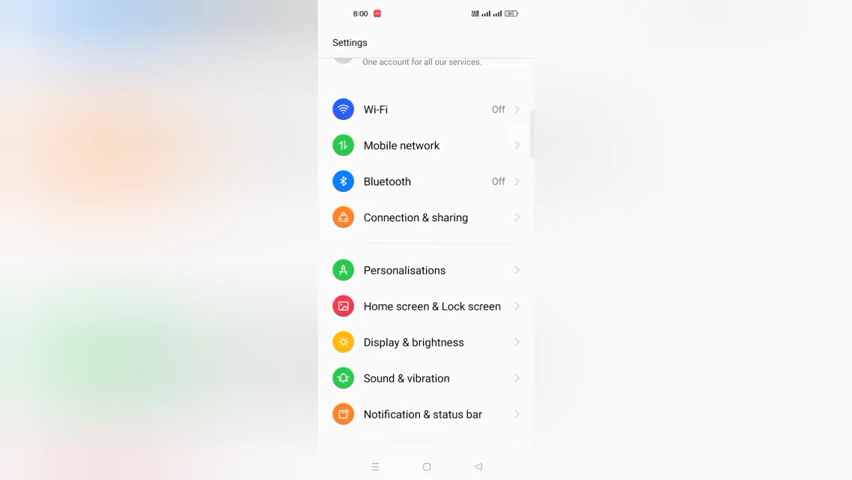 8:00
Settings
One account for all our services.
Wi-Fi Off
Mobile network
Bluetooth Off
Connection & sharing
Personalisations
Home screen & Lock screen
Display & brightness
Sound & vibration
Notification & status bar